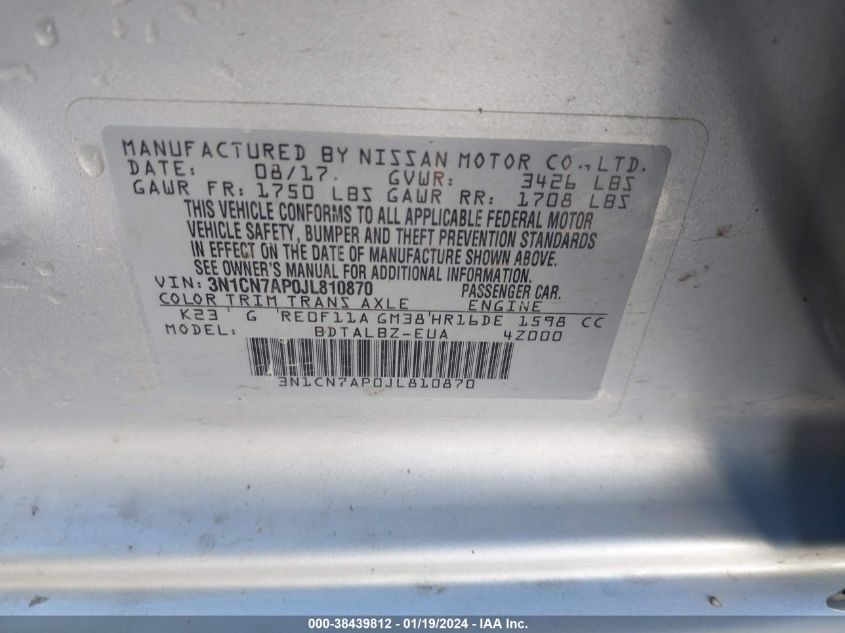 MANUFACTURED BY NISSAN MOTOR CO., LTD.
DATE: 08/17. GVWR: 3426 LBS
GAWR FR: 1750 LBS GAWR RR: 1708 LBS
THIS VEHICLE CONFORMS TO ALL APPLICABLE FEDERAL MOTOR
VEHICLE SAFETY, BUMPER AND THEFT PREVENTION STANDARDS
IN EFFECT ON THE DATE OF MANUFACTURE SHOWN ABOVE.
SEE OWNER'S MANUAL FOR ADDITIONAL INFORMATION.
VIN: 3N1CN7AP0JL810870 PASSENGER CAR.
COLOR TRIM TRANS AXLE ENGINE
K23 G RE0F11A GM38 HR16DE 1598 CC
MODEL: BDTALBZ-EUA 4Z000
3N1CN7AP0JL810870
000-38439812 - 01/19/2024 - IAA Inc.